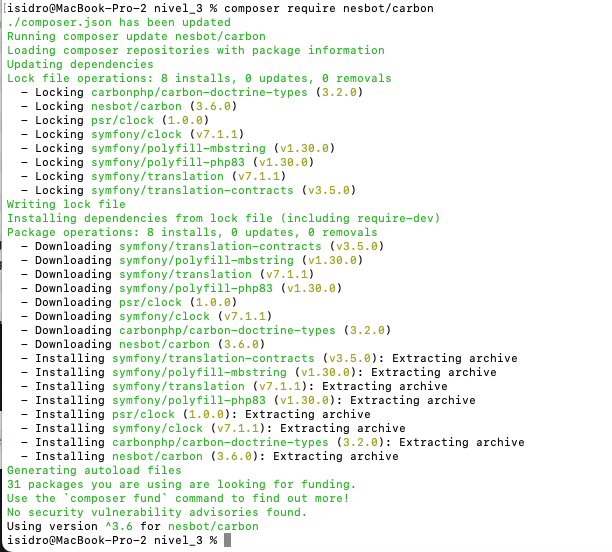 isidro@MacBook-Pro-2 nivel_3 % composer require nesbot/carbon
./composer.json has been updated
Running composer update nesbot/carbon
Loading composer repositories with package information
Updating dependencies
Lock file operations: 8 installs, 0 updates, 0 removals
  - Locking carbonphp/carbon-doctrine-types (3.2.0)
  - Locking nesbot/carbon (3.6.0)
  - Locking psr/clock (1.0.0)
  - Locking symfony/clock (v7.1.1)
  - Locking symfony/polyfill-mbstring (v1.30.0)
  - Locking symfony/polyfill-php83 (v1.30.0)
  - Locking symfony/translation (v7.1.1)
  - Locking symfony/translation-contracts (v3.5.0)
Writing lock file
Installing dependencies from lock file (including require-dev)
Package operations: 8 installs, 0 updates, 0 removals
  - Downloading symfony/translation-contracts (v3.5.0)
  - Downloading symfony/polyfill-mbstring (v1.30.0)
  - Downloading symfony/translation (v7.1.1)
  - Downloading symfony/polyfill-php83 (v1.30.0)
  - Downloading psr/clock (1.0.0)
  - Downloading symfony/clock (v7.1.1)
  - Downloading carbonphp/carbon-doctrine-types (3.2.0)
  - Downloading nesbot/carbon (3.6.0)
  - Installing symfony/translation-contracts (v3.5.0): Extracting archive
  - Installing symfony/polyfill-mbstring (v1.30.0): Extracting archive
  - Installing symfony/translation (v7.1.1): Extracting archive
  - Installing symfony/polyfill-php83 (v1.30.0): Extracting archive
  - Installing psr/clock (1.0.0): Extracting archive
  - Installing symfony/clock (v7.1.1): Extracting archive
  - Installing carbonphp/carbon-doctrine-types (3.2.0): Extracting archive
  - Installing nesbot/carbon (3.6.0): Extracting archive
Generating autoload files
31 packages you are using are looking for funding.
Use the `composer fund` command to find out more!
No security vulnerability advisories found.
Using version ^3.6 for nesbot/carbon
isidro@MacBook-Pro-2 nivel_3 %